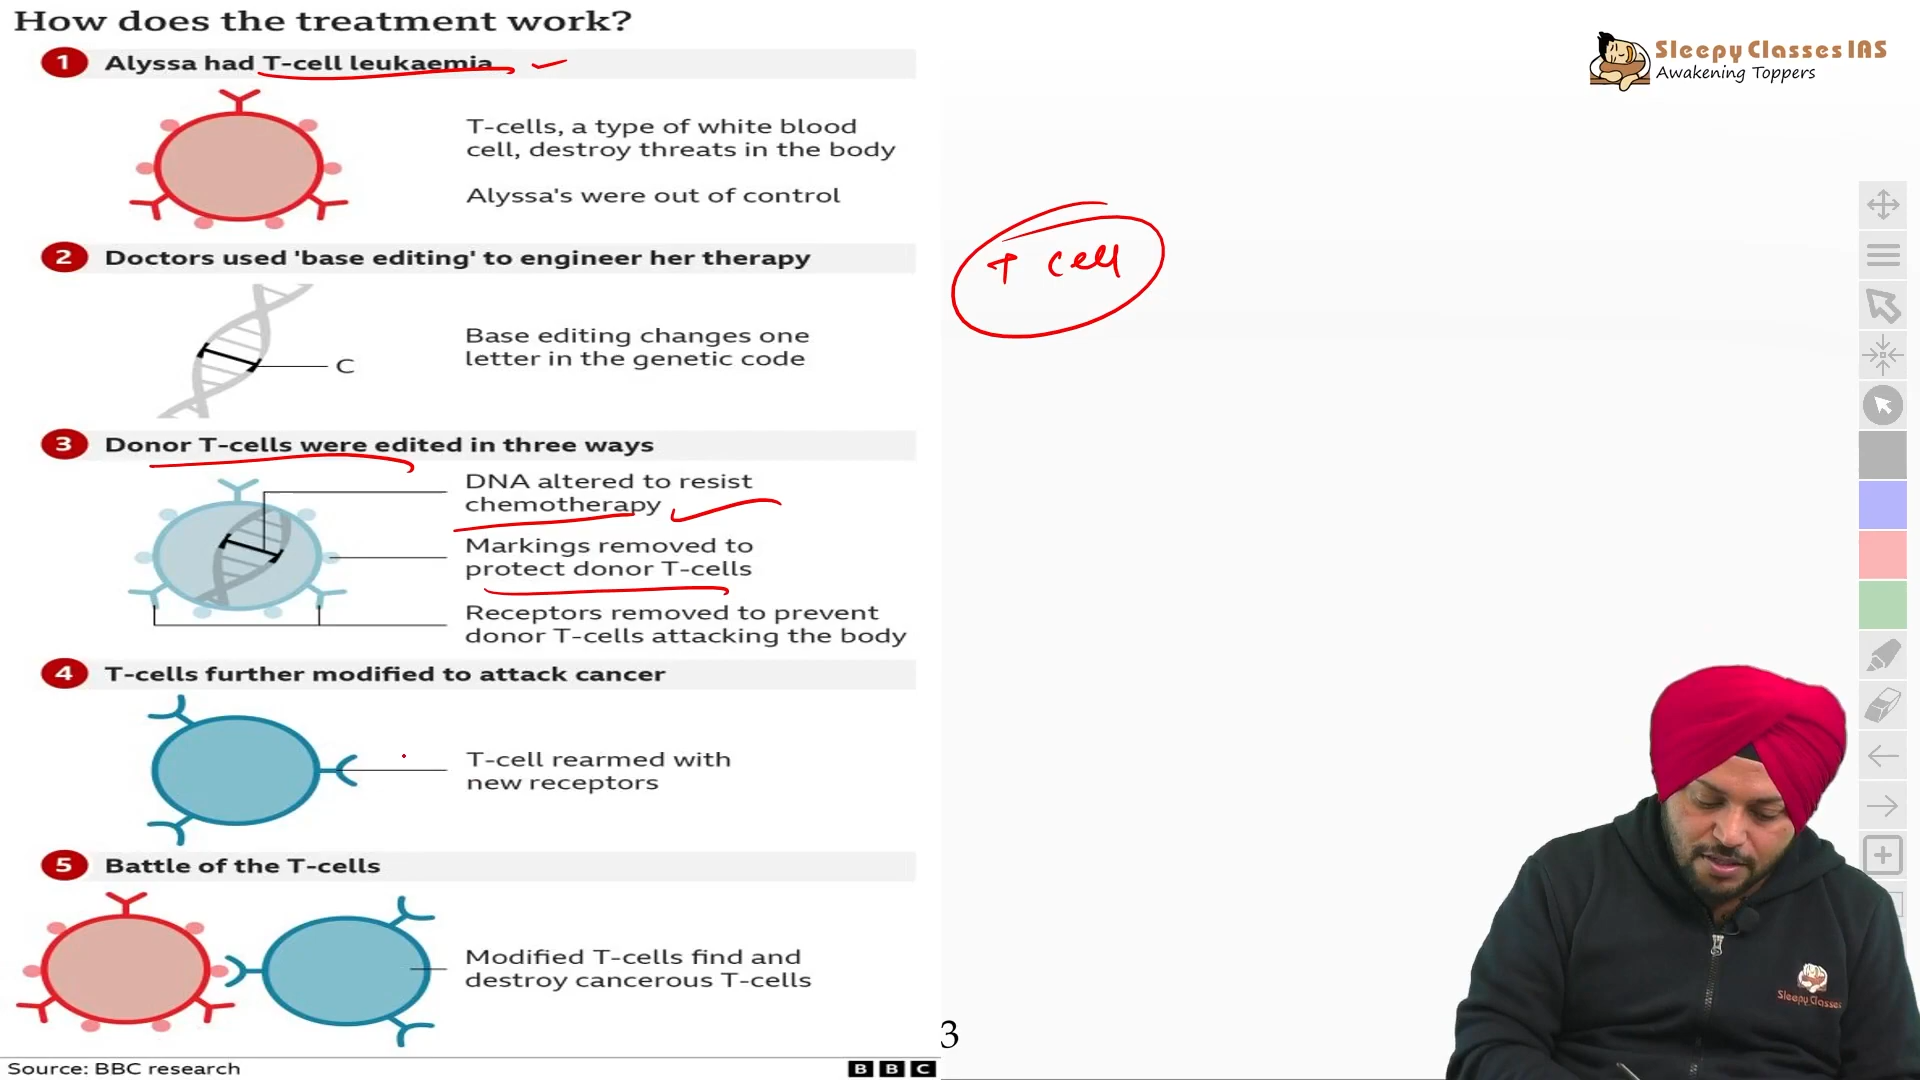 How does the treatment work?
1 Alyssa had T-cell leukaemia
T-cells, a type of white blood
cell, destroy threats in the body
Alyssa's were out of control
2 Doctors used 'base editing' to engineer her therapy
C
Base editing changes one
letter in the genetic code
3 Donor T-cells were edited in three ways
DNA altered to resist
chemotherapy
Markings removed to
protect donor T-cells
Receptors removed to prevent
donor T-cells attacking the body
4 T-cells further modified to attack cancer
T-cell rearmed with
new receptors
5 Battle of the T-cells
Modified T-cells find and
destroy cancerous T-cells
Source: BBC research
BBC
3
T cell
Sleepy Classes IAS
Awakening Toppers
Sleepy Classes